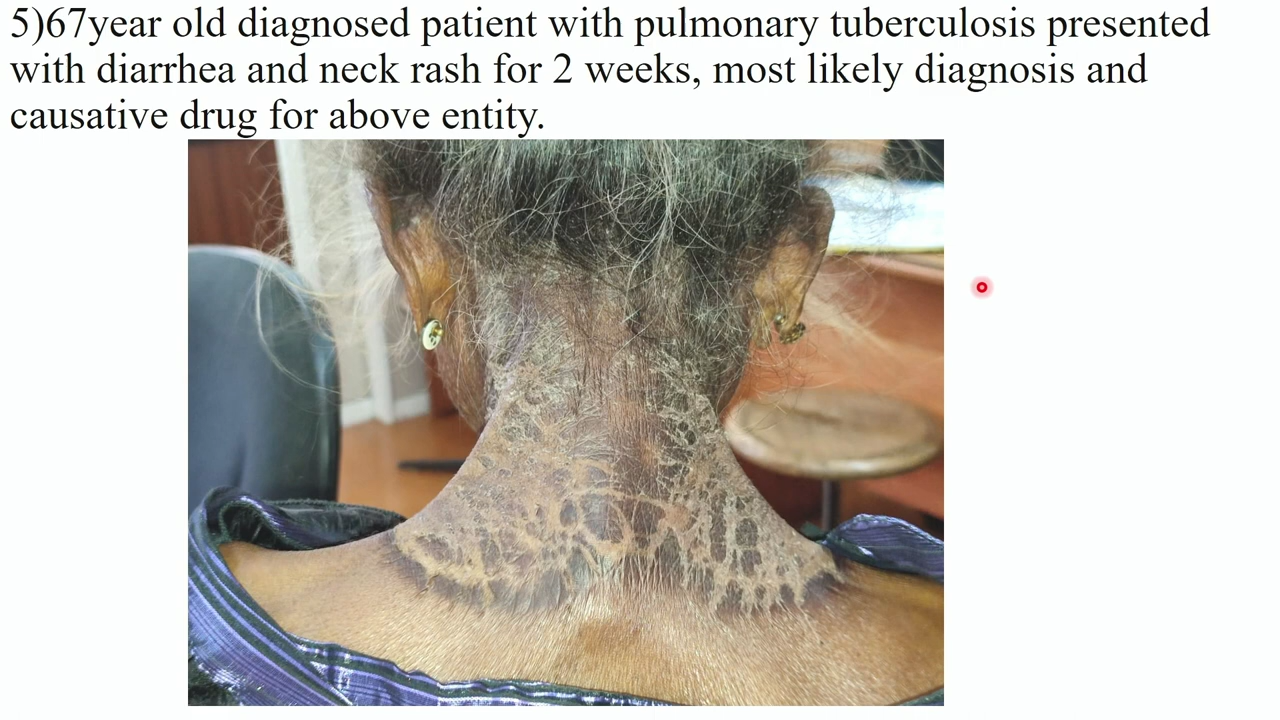 5)67year old diagnosed patient with pulmonary tuberculosis presented
with diarrhea and neck rash for 2 weeks, most likely diagnosis and
causative drug for above entity.